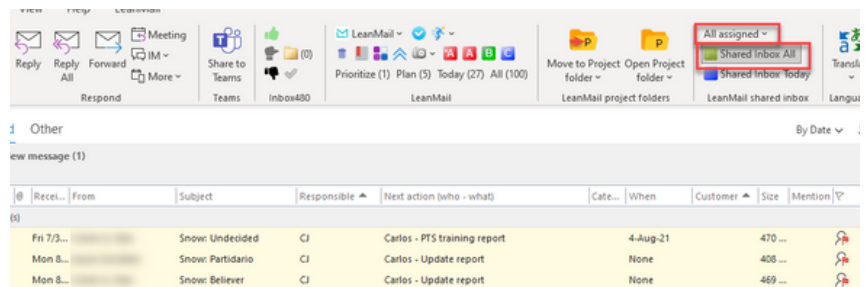 View Help LeanMail
Meeting
IM
More
Reply Reply All Forward
Respond
Share to Teams
Teams
(0)
Inbox480
LeanMail
A A B C
Prioritize (1) Plan (5) Today (27) All (100)
LeanMail
P P
Move to Project folder Open Project folder
LeanMail project folders
All assigned
Shared Inbox All
Shared Inbox Today
LeanMail shared inbox
Other
By Date
ew message (1)
Recei... From Subject Responsible Next action (who - what) Cate... When Customer Size Mention
(s)
Fri 7/3... Snow: Undecided CJ Carlos - PTS training report 4-Aug-21 470 ...
Mon 8... Snow: Partidario CJ Carlos - Update report None 408 ...
Mon 8... Snow: Believer CJ Carlos - Update report None 469 ...